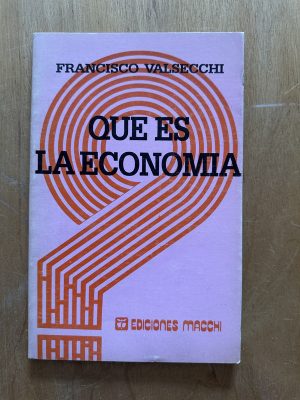 FRANCISCO VALSECCHI
QUE ES
LA ECONOMIA
EDICIONES MACCHI